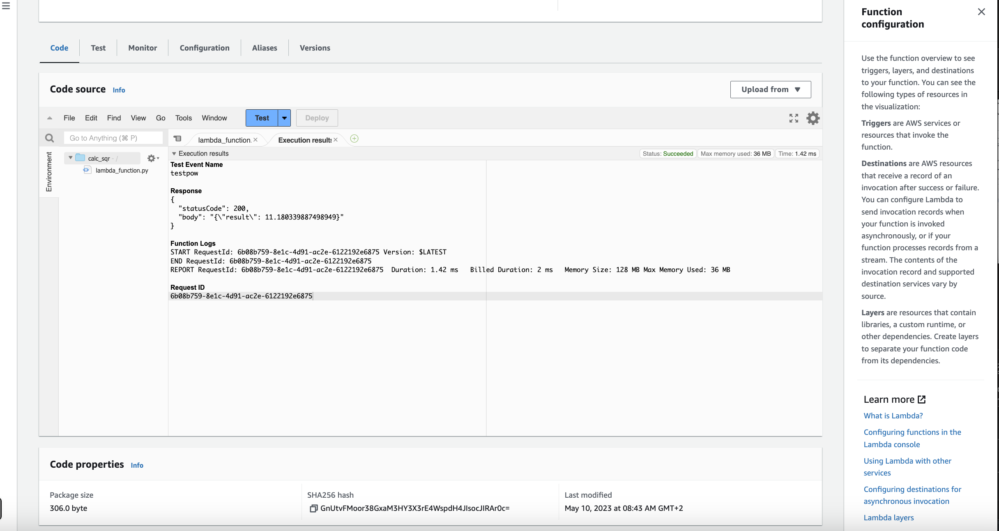 Code
Test
Monitor
Configuration
Aliases
Versions
Code source Info
Upload from
File Edit Find View Go Tools Window
Test
Deploy
Go to Anything (⌘ P)
lambda_function.
Execution results
Environment
calc_sqr - /
lambda_function.py
Execution results
Status: Succeeded
Max memory used: 36 MB
Time: 1.42 ms
Test Event Name
testpow
Response
{
"statusCode": 200,
"body": "{\"result\": 11.180339887498949}"
}
Function Logs
START RequestId: 6b08b759-8e1c-4d91-ac2e-6122192e6875 Version: $LATEST
END RequestId: 6b08b759-8e1c-4d91-ac2e-6122192e6875
REPORT RequestId: 6b08b759-8e1c-4d91-ac2e-6122192e6875 Duration: 1.42 ms Billed Duration: 2 ms Memory Size: 128 MB Max Memory Used: 36 MB
Request ID
6b08b759-8e1c-4d91-ac2e-6122192e6875
Code properties Info
Package size
306.0 byte
SHA256 hash
GnUtvFMoor38GxaM3HY3X3rE4WspdH4JIsocJIRAr0c=
Last modified
May 10, 2023 at 08:43 AM GMT+2
Function
configuration
Use the function overview to see
triggers, layers, and destinations
to your function. You can see the
following types of resources in
the visualization:
Triggers are AWS services or
resources that invoke the
function.
Destinations are AWS resources
that receive a record of an
invocation after success or failure.
You can configure Lambda to
send invocation records when
your function is invoked
asynchronously, or if your
function processes records from a
stream. The contents of the
invocation record and supported
destination services vary by
source.
Layers are resources that contain
libraries, a custom runtime, or
other dependencies. Create layers
to separate your function code
from its dependencies.
Learn more
What is Lambda?
Configuring functions in the
Lambda console
Using Lambda with other
services
Configuring destinations for
asynchronous invocation
Lambda layers